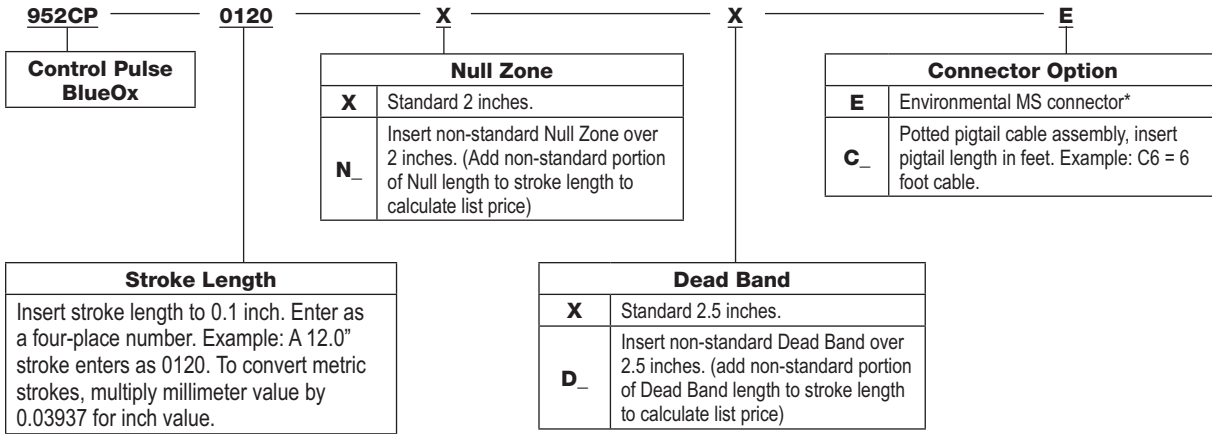 952CP 0120 X X E
Control Pulse
BlueOx
Null Zone
X Standard 2 inches.
N_ Insert non-standard Null Zone over
2 inches. (Add non-standard portion
of Null length to stroke length to
calculate list price)
Connector Option
E Environmental MS connector*
C_ Potted pigtail cable assembly, insert
pigtail length in feet. Example: C6 = 6
foot cable.
Stroke Length
Insert stroke length to 0.1 inch. Enter as
a four-place number. Example: A 12.0”
stroke enters as 0120. To convert metric
strokes, multiply millimeter value by
0.03937 for inch value.
Dead Band
X Standard 2.5 inches.
D_ Insert non-standard Dead Band over
2.5 inches. (add non-standard portion
of Dead Band length to stroke length
to calculate list price)